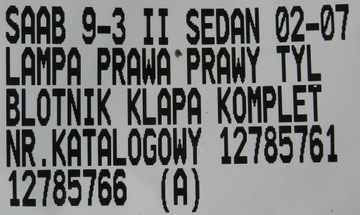 SAAB 9-3 II SEDAN 02-07
LAMPA PRAWA PRAWY TYL
BLOTNIK KLAPA KOMPLET
NR.KATALOGOWY 12785761
12785766 (A)